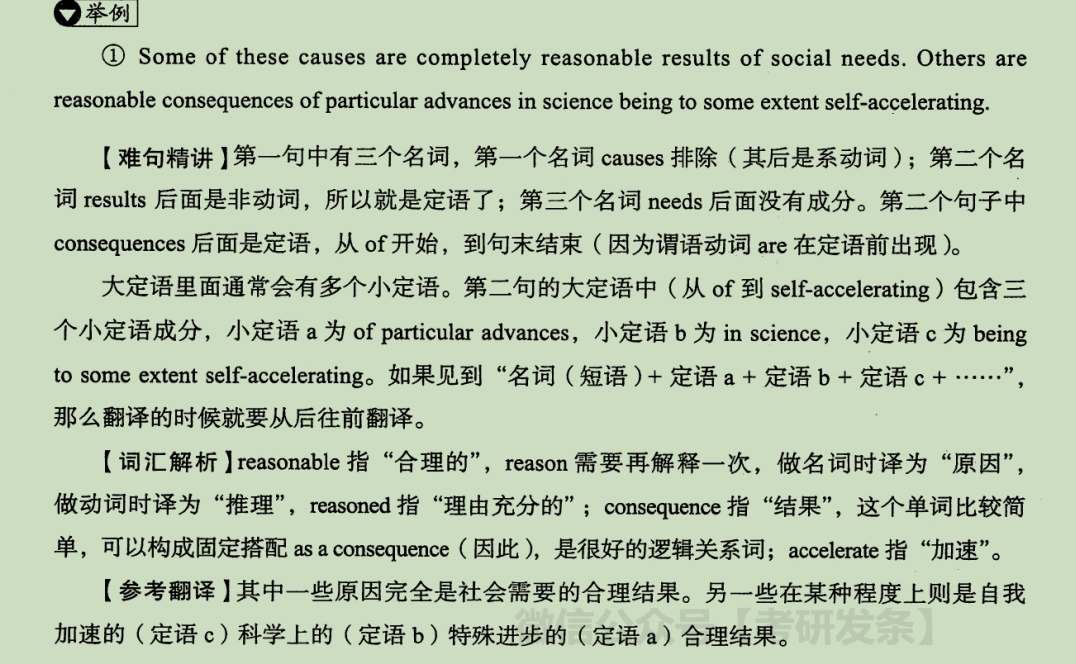 举例
① Some of these causes are completely reasonable results of social needs. Others are
reasonable consequences of particular advances in science being to some extent self-accelerating.
【难句精讲】第一句中有三个名词，第一个名词 causes 排除（其后是系动词）；第二个名
词 results 后面是非动词，所以就是定语了；第三个名词 needs 后面没有成分。第二个句子中
consequences 后面是定语，从 of 开始，到句末结束（因为谓语动词 are 在定语前出现）。
大定语里面通常会有多个小定语。第二句的大定语中（从 of 到 self-accelerating）包含三
个小定语成分，小定语 a 为 of particular advances，小定语 b 为 in science，小定语 c 为 being
to some extent self-accelerating。如果见到“名词（短语）+ 定语 a + 定语 b + 定语 c + ……”，
那么翻译的时候就要从后往前翻译。
【词汇解析】reasonable 指“合理的”，reason 需要再解释一次，做名词时译为“原因”，
做动词时译为“推理”，reasoned 指“理由充分的”；consequence 指“结果”，这个单词比较简
单，可以构成固定搭配 as a consequence（因此），是很好的逻辑关系词；accelerate 指“加速”。
【参考翻译】其中一些原因完全是社会需要的合理结果。另一些在某种程度上则是自我
加速的（定语 c）科学上的（定语 b）特殊进步的（定语 a）合理结果。
微信公众号【考研发条】